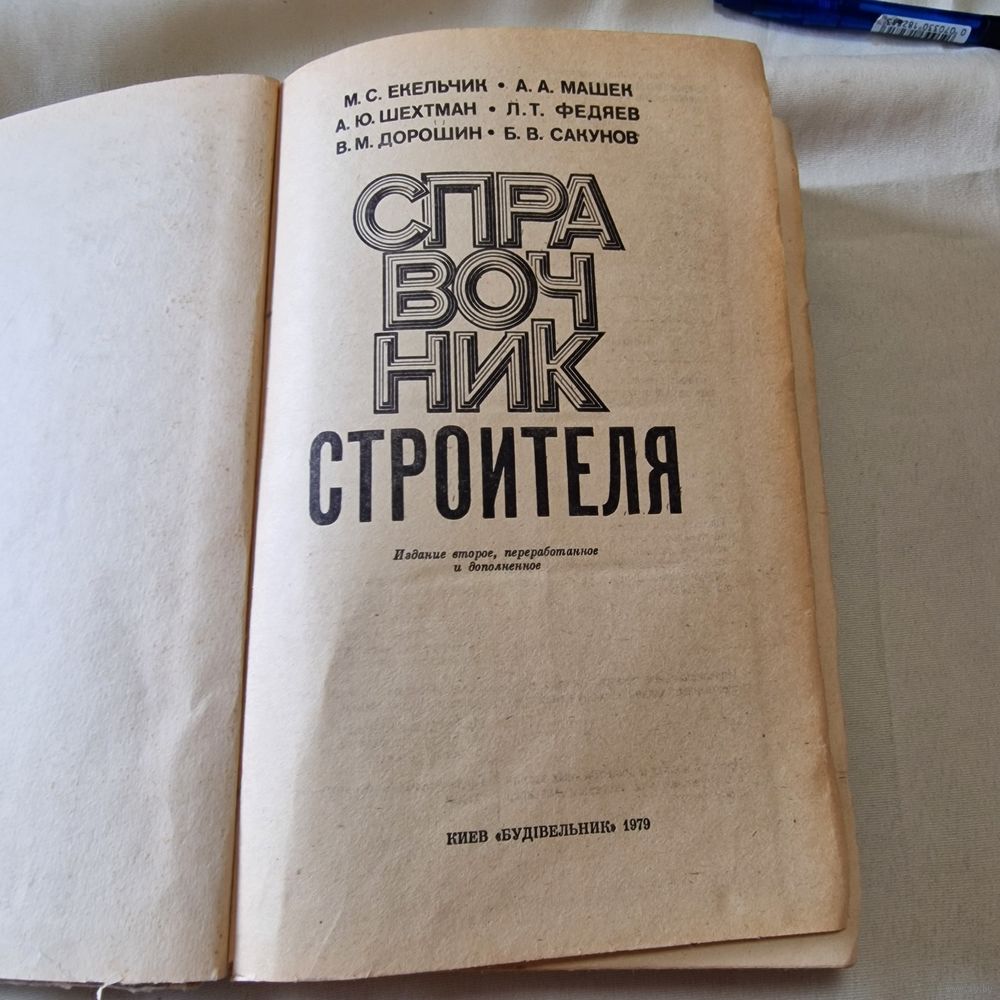 М. С. ЕКЕЛЬЧИК • А. А. МАШЕК
А. Ю. ШЕХТМАН • Л. Т. ФЕДЯЕВ
В. М. ДОРОШИН • Б. В. САКУНОВ
СПРА
ВОЧ
НИК
СТРОИТЕЛЯ
Издание второе, переработанное
и дополненное
КИЕВ «БУДІВЕЛЬНИК» 1979